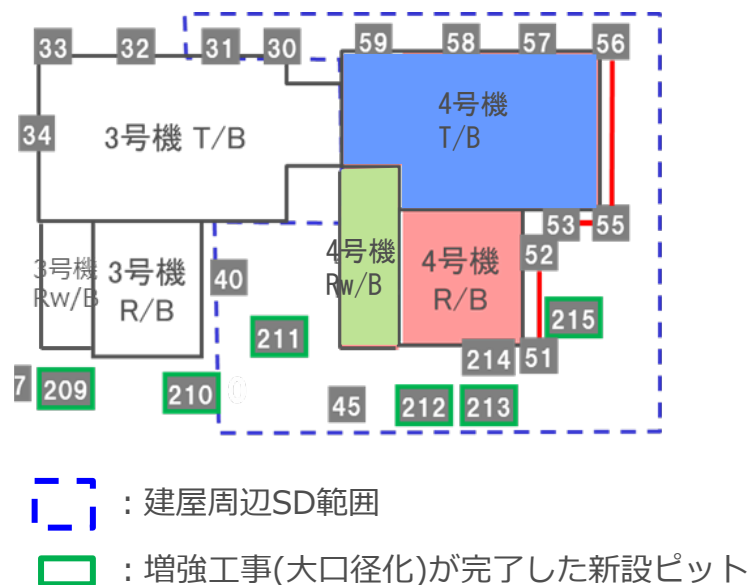 33 32 31 30 59 58 57 56
34
3号機 T/B
4号機
T/B
53 55
3号機
Rw/B
3号機
R/B
40
4号機
Rw/B
4号機
R/B
52
211
215
214 51
7 209
210
0
45
212
213
：建屋周辺SD範囲
：増強工事(大口径化)が完了した新設ピット